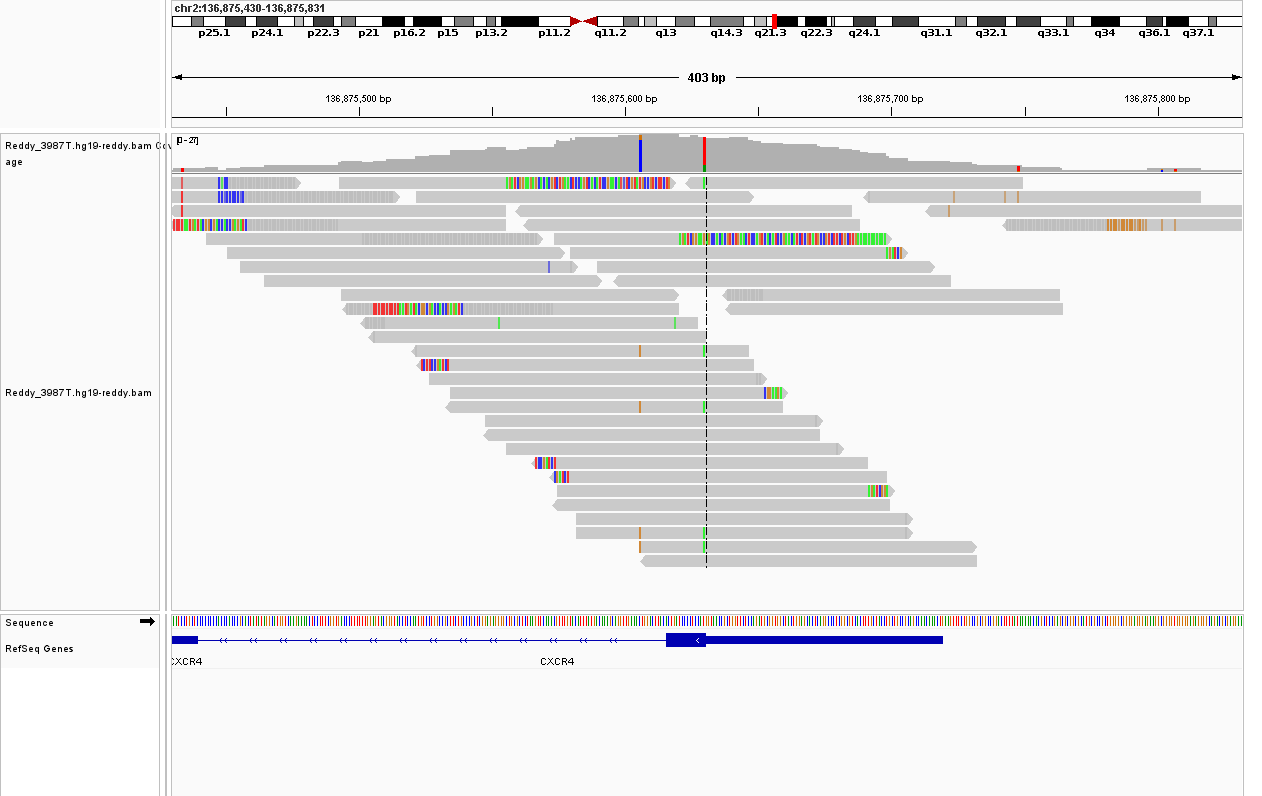 chr2:136,875,430-136,875,831
p25.1 p24.1 p22.3 p21 p16.2 p15 p13.2 p11.2 q11.2 q13 q14.3 q21.3 q22.3 q24.1 q31.1 q32.1 q33.1 q34 q36.1 q37.1
403 bp
136,875,500 bp 136,875,600 bp 136,875,700 bp 136,875,800 bp
[0-27]
Reddy_3987T.hg19-reddy.bam Cov
age
Reddy_3987T.hg19-reddy.bam
Sequence
RefSeq Genes
CXCR4 CXCR4